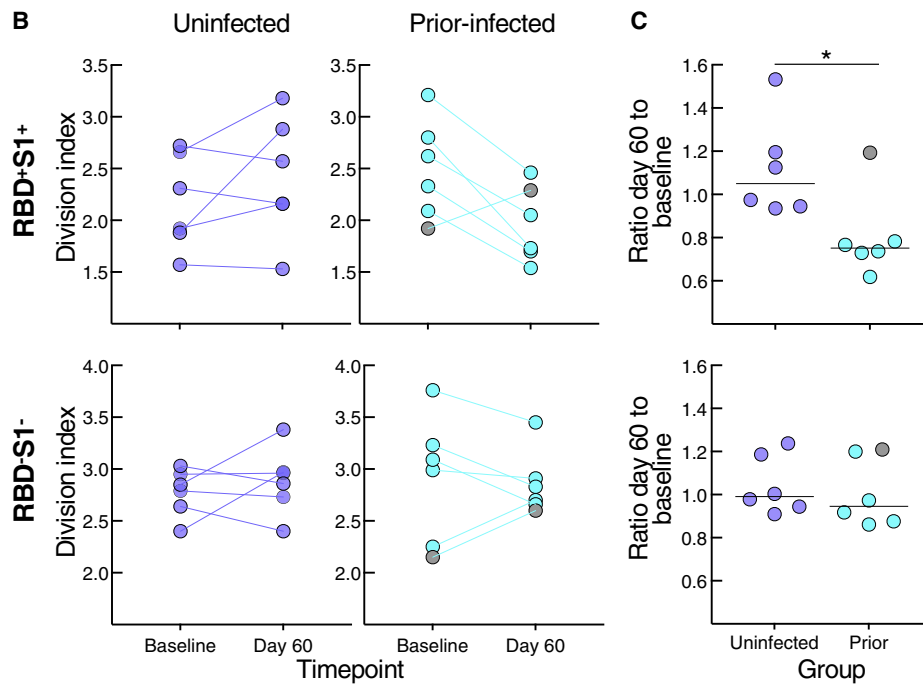 B
Uninfected
Prior-infected
C
RBD+S1+
Division index
3.5
3.0
2.5
2.0
1.5
3.5
3.0
2.5
2.0
1.5
Ratio day 60 to
baseline
1.6
1.4
1.2
1.0
0.8
0.6
*
RBD-S1-
Division index
4.0
3.5
3.0
2.5
2.0
4.0
3.5
3.0
2.5
2.0
Ratio day 60 to
baseline
1.6
1.4
1.2
1.0
0.8
0.6
Baseline
Day 60
Baseline
Day 60
Timepoint
Uninfected
Prior
Group